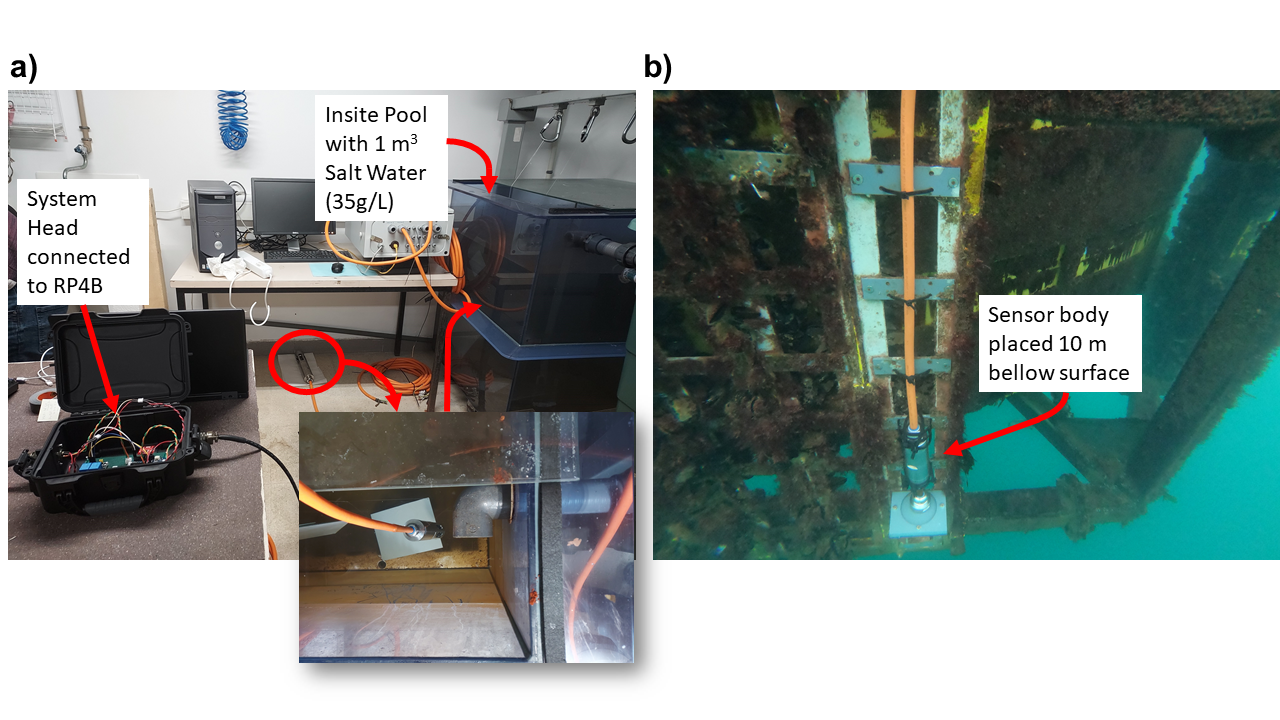 a)
b)
Insite Pool
with 1 m³
Salt Water
(35g/L)
System
Head
connected
to RP4B
Sensor body
placed 10 m
bellow surface